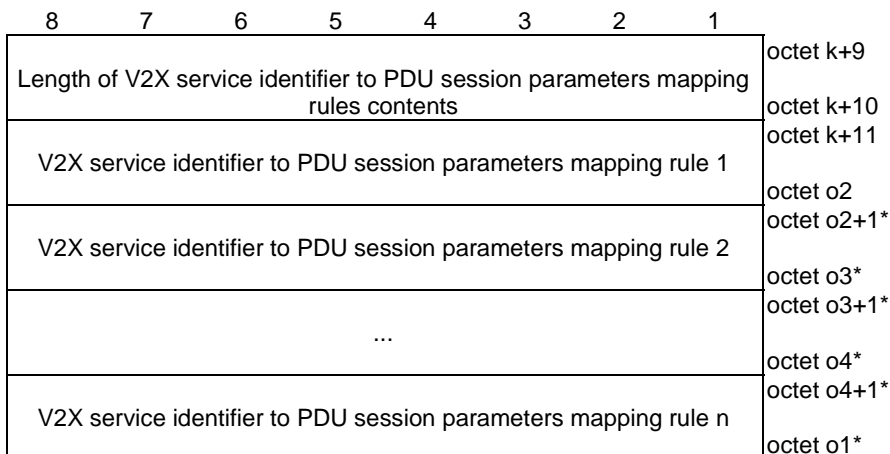 8 7 6 5 4 3 2 1
octet k+9
Length of V2X service identifier to PDU session parameters mapping
rules contents
octet k+10
octet k+11
V2X service identifier to PDU session parameters mapping rule 1
octet o2
octet o2+1*
V2X service identifier to PDU session parameters mapping rule 2
octet o3*
octet o3+1*
...
octet o4*
octet o4+1*
V2X service identifier to PDU session parameters mapping rule n
octet o1*